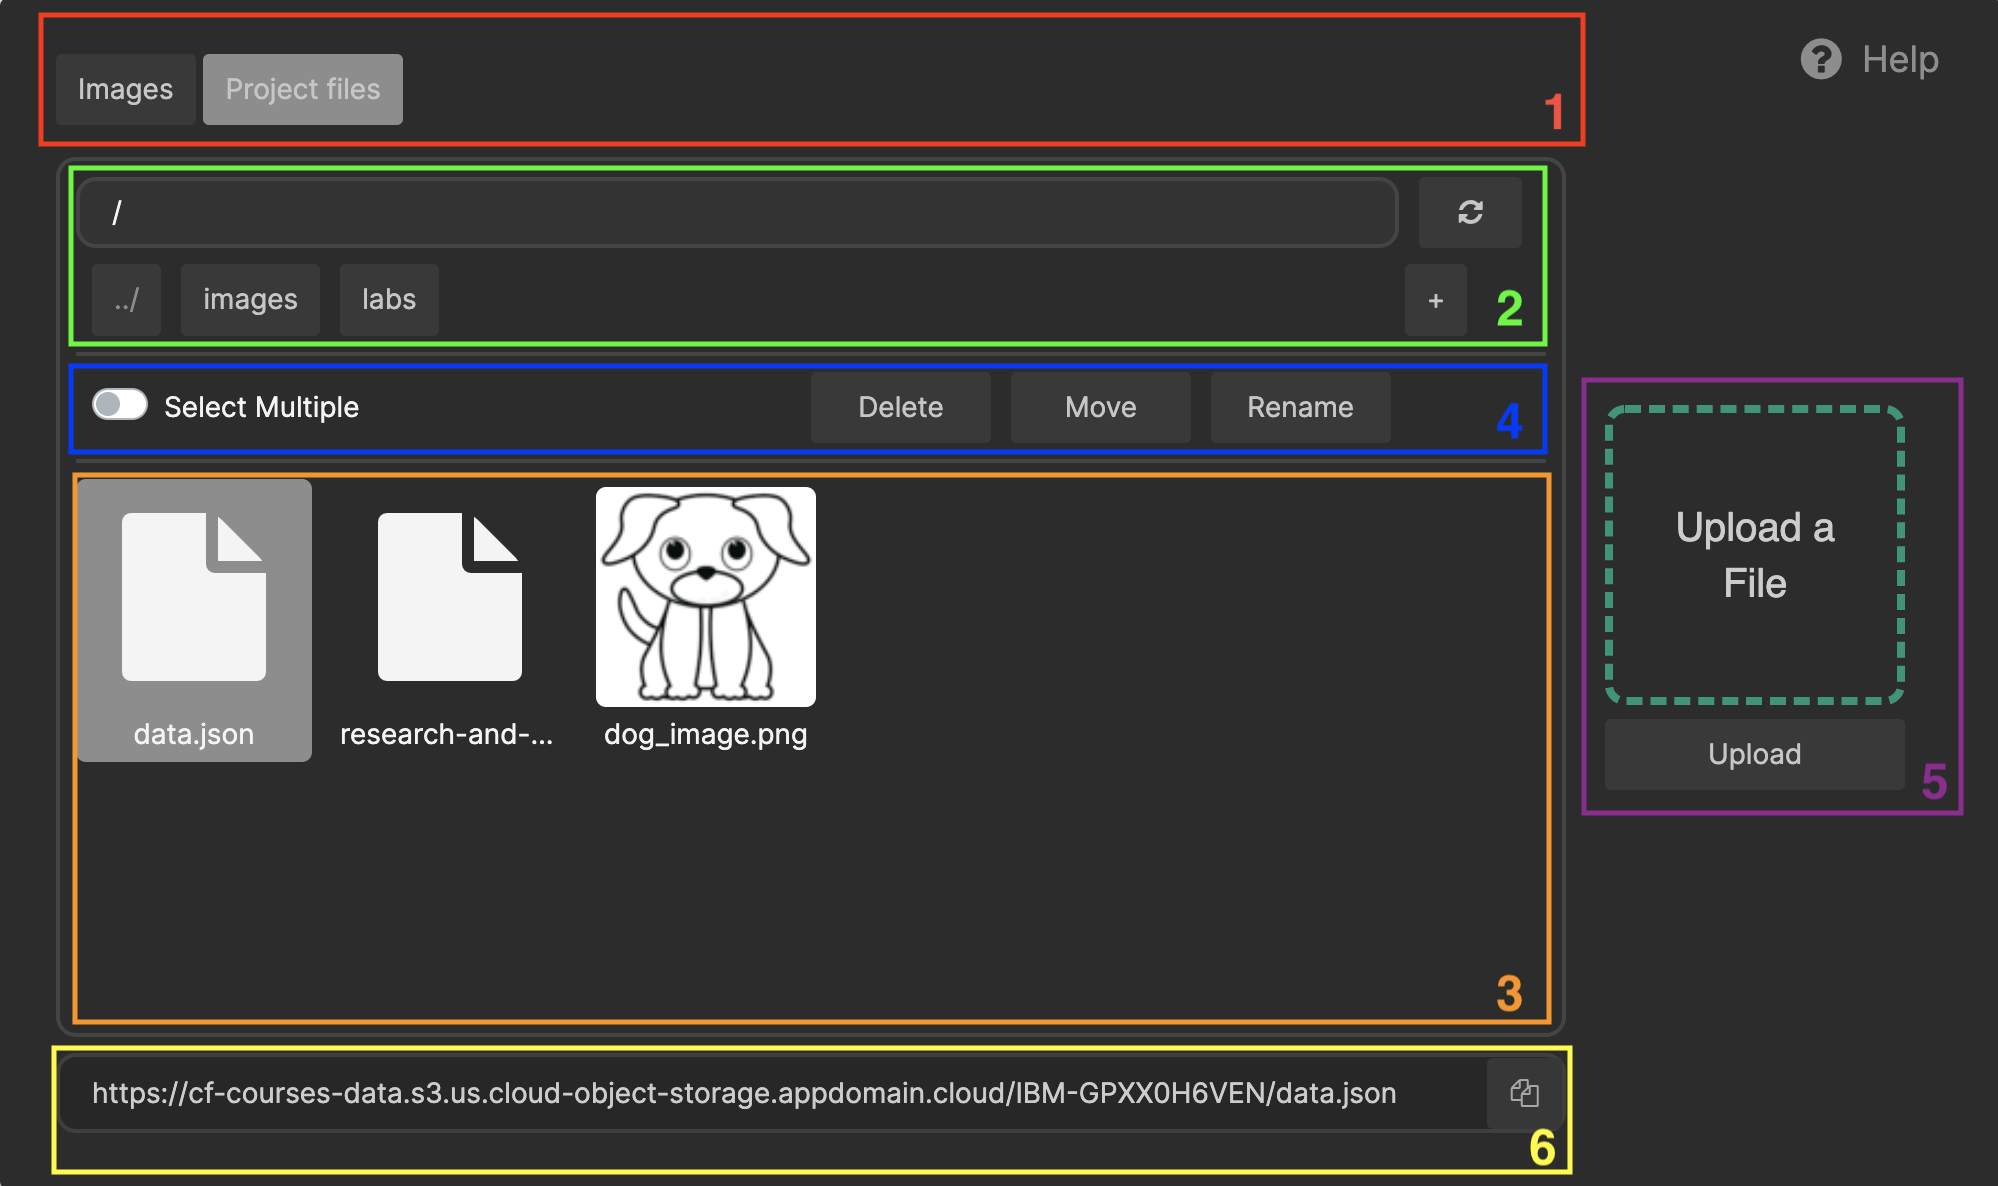 Images
Project files
Help
1
/
../
images
labs
+
2
Select Multiple
Delete
Move
Rename
4
data.json
research-and-...
dog_image.png
3
Upload a
File
Upload
5
https://cf-courses-data.s3.us.cloud-object-storage.appdomain.cloud/IBM-GPXX0H6VEN/data.json
6